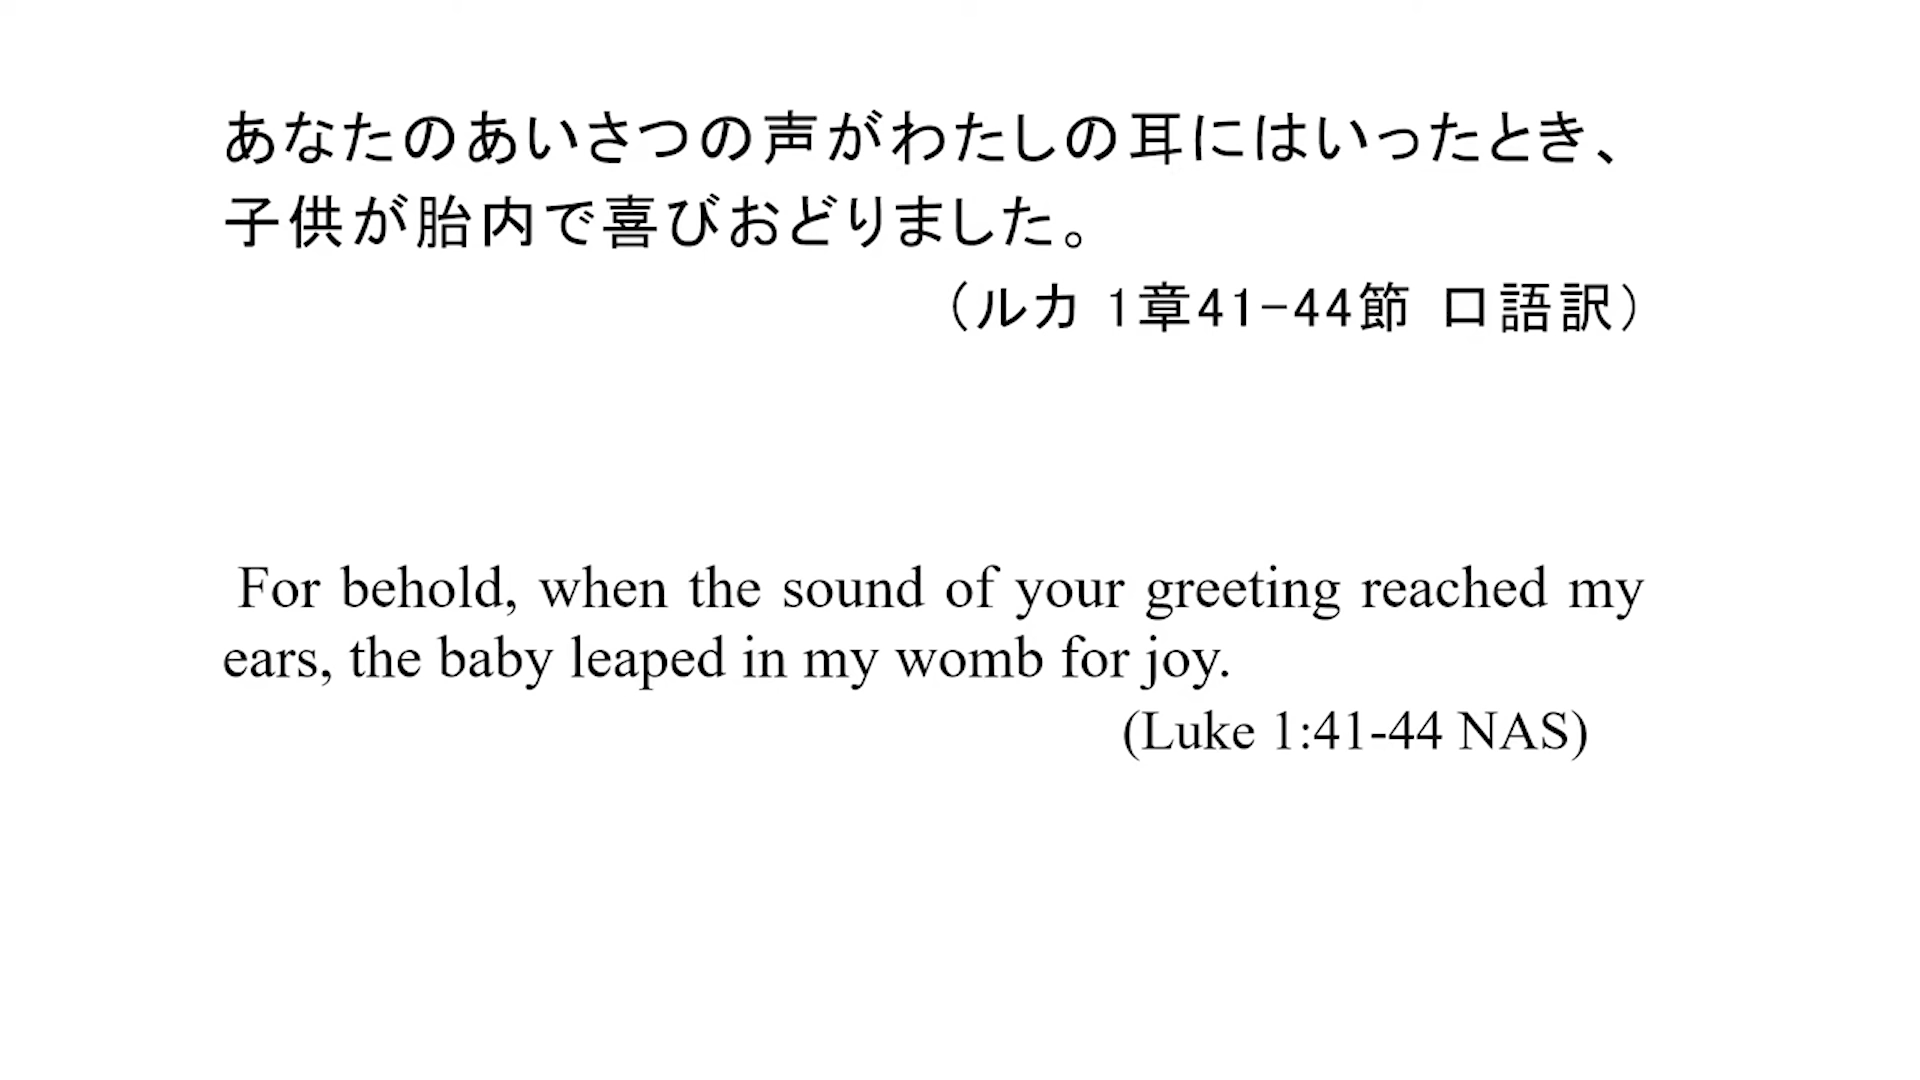 あなたのあいさつの声がわたしの耳にはいったとき、
子供が胎内で喜びおどりました。
（ルカ 1章41-44節 口語訳）
For behold, when the sound of your greeting reached my
ears, the baby leaped in my womb for joy.
(Luke 1:41-44 NAS)